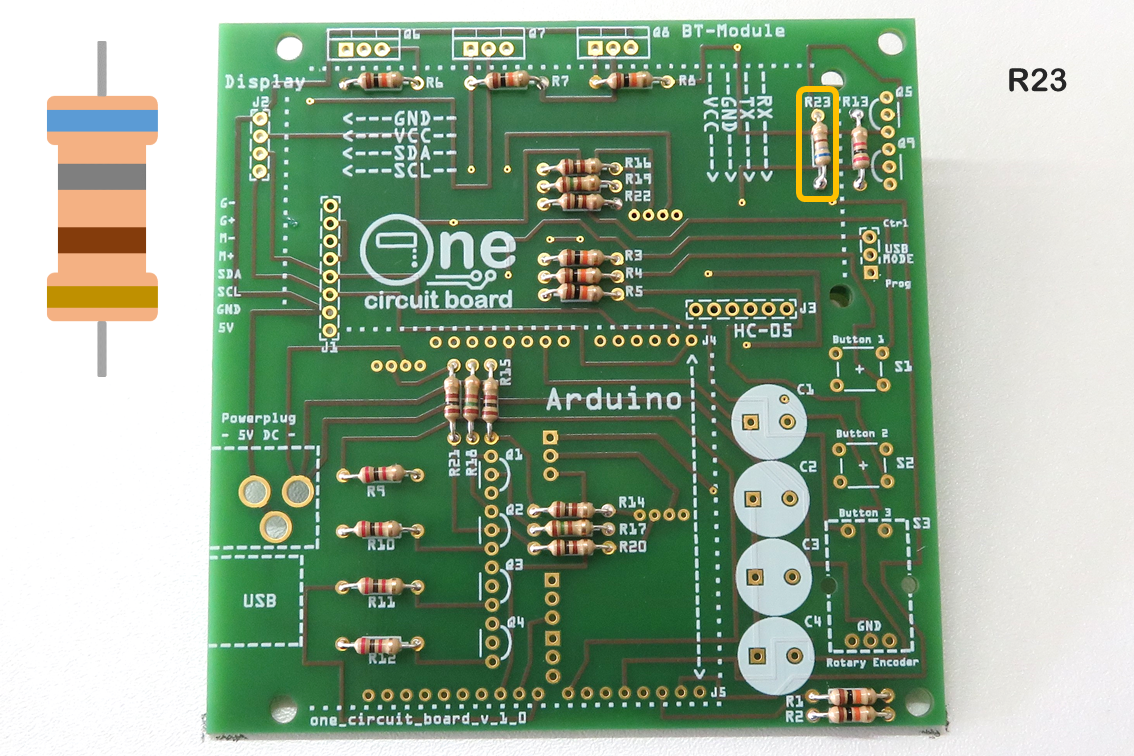 R23
Q6
Q7
Q8
BT-Module
Display
R6
R7
R8
J2
GND
VCC
SDA
SCL
VCC
GND
TX
RX
R23
R13
Q5
Q9
R16
R19
R22
G-
G+
M-
M+
SDA
SCL
GND
5V
J1
One
circuit board
R3
R4
R5
Ctrl
USB
MODE
Prog
J3
HC-05
J4
Button 1
S1
R15
Arduino
C1
Powerplug
- 5V DC -
R21
R18
Q1
Button 2
S2
C2
R9
R14
R17
R20
Q2
Button 3
S3
R10
C3
Q3
USB
R11
Q4
C4
GND
R12
Rotary Encoder
J5
R1
R2
one_circuit_board_v_1_0